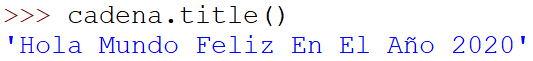 >>> cadena.title()
'Hola Mundo Feliz En El Año 2020'